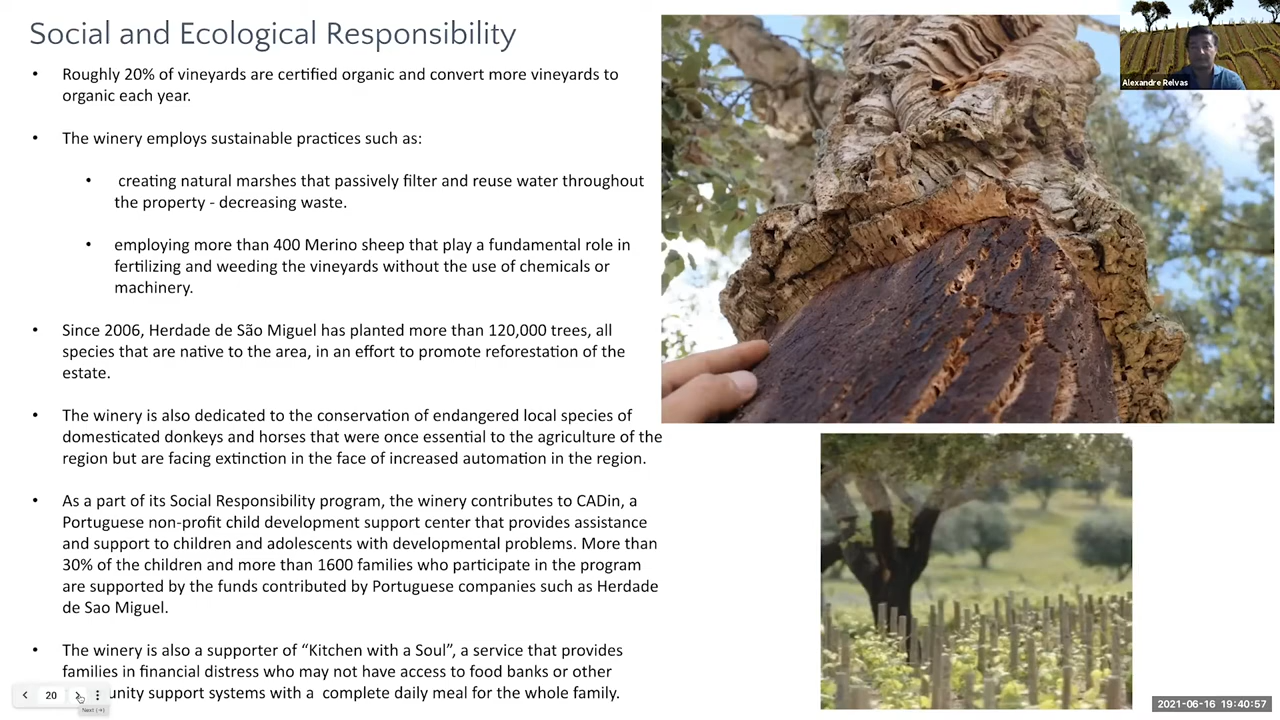 Social and Ecological Responsibility
• Roughly 20% of vineyards are certified organic and convert more vineyards to
organic each year.
• The winery employs sustainable practices such as:
• creating natural marshes that passively filter and reuse water throughout
the property - decreasing waste.
• employing more than 400 Merino sheep that play a fundamental role in
fertilizing and weeding the vineyards without the use of chemicals or
machinery.
• Since 2006, Herdade de São Miguel has planted more than 120,000 trees, all
species that are native to the area, in an effort to promote reforestation of the
estate.
• The winery is also dedicated to the conservation of endangered local species of
domesticated donkeys and horses that were once essential to the agriculture of the
region but are facing extinction in the face of increased automation in the region.
• As a part of its Social Responsibility program, the winery contributes to CADin, a
Portuguese non-profit child development support center that provides assistance
and support to children and adolescents with developmental problems. More than
30% of the children and more than 1600 families who participate in the program
are supported by the funds contributed by Portuguese companies such as Herdade
de Sao Miguel.
• The winery is also a supporter of “Kitchen with a Soul”, a service that provides
families in financial distress who may not have access to food banks or other
unity support systems with a complete daily meal for the whole family.
20
Next (→)
Alexandre Relvas
2021-06-16 19:40:57